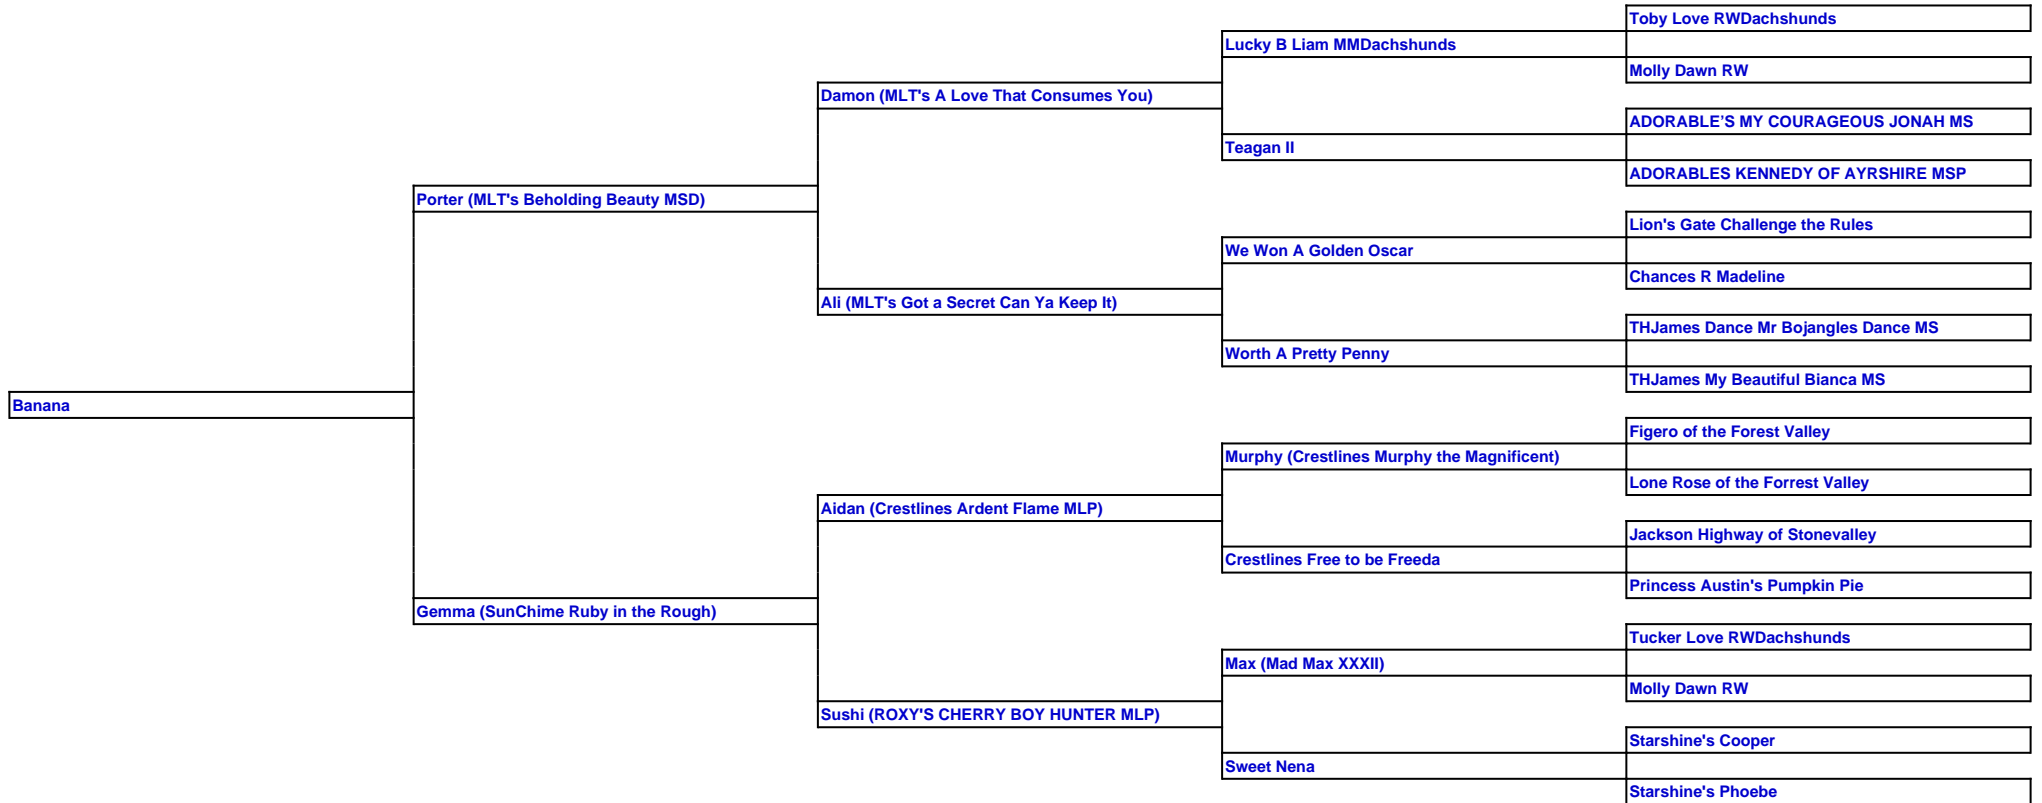 Toby Love RWDachshunds
Lucky B Liam MMDachshunds
Molly Dawn RW
Damon (MLT's A Love That Consumes You)
ADORABLE’S MY COURAGEOUS JONAH MS
Teagan II
ADORABLES KENNEDY OF AYRSHIRE MSP
Porter (MLT's Beholding Beauty MSD)
Lion's Gate Challenge the Rules
We Won A Golden Oscar
Chances R Madeline
Ali (MLT's Got a Secret Can Ya Keep It)
THJames Dance Mr Bojangles Dance MS
Worth A Pretty Penny
THJames My Beautiful Bianca MS
Banana
Figero of the Forest Valley
Murphy (Crestlines Murphy the Magnificent)
Lone Rose of the Forrest Valley
Aidan (Crestlines Ardent Flame MLP)
Jackson Highway of Stonevalley
Crestlines Free to be Freeda
Princess Austin's Pumpkin Pie
Gemma (SunChime Ruby in the Rough)
Tucker Love RWDachshunds
Max (Mad Max XXXII)
Molly Dawn RW
Sushi (ROXY'S CHERRY BOY HUNTER MLP)
Starshine's Cooper
Sweet Nena
Starshine's Phoebe